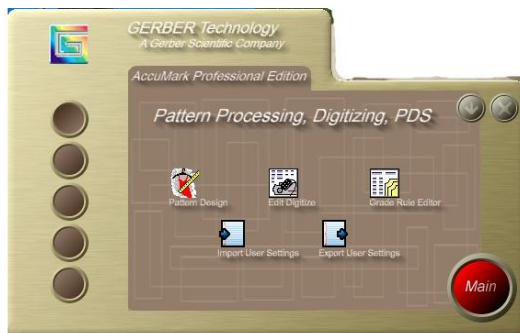 GERBER Technology
A Gerber Scientific Company
AccuMark Professional Edition
Pattern Processing, Digitizing, PDS
Pattern Design
Edit Digitize
Grade Rule Editor
Import User Settings
Export User Settings
Main